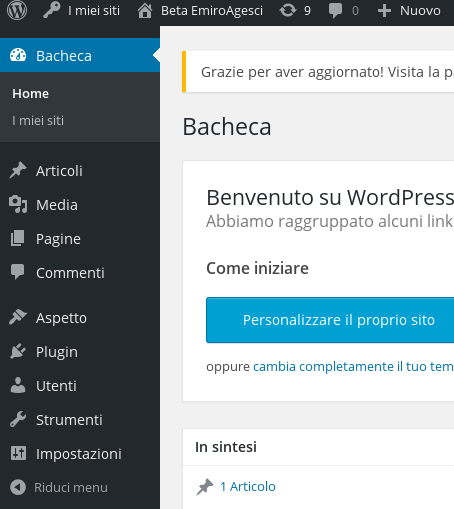 I miei siti Beta EmiroAgesci 9 0 Nuovo
Bacheca
Home
I miei siti
Articoli
Media
Pagine
Commenti
Aspetto
Plugin
Utenti
Strumenti
Impostazioni
Riduci menu
Grazie per aver aggiornato! Visita la
Bacheca
Benvenuto su WordPress
Abbiamo raggruppato alcuni link
Come iniziare
Personalizzare il proprio sito
oppure cambia completamente il tuo tem
In sintesi
1 Articolo